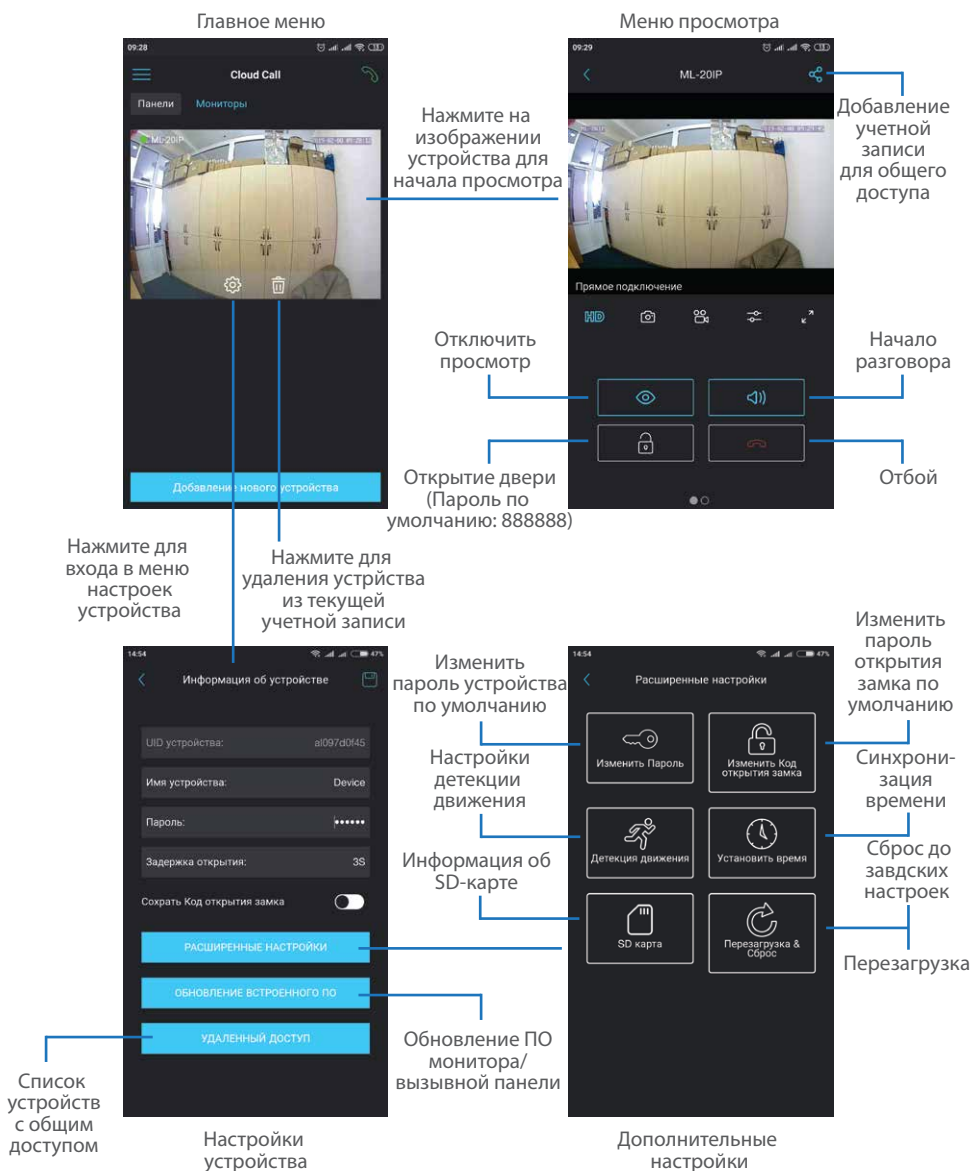 Главное меню
09:28
Cloud Call
Панели
Мониторы
ML-20IP
Добавление нового устройства
Нажмите на
изображении
устройства для
начала просмотра
Меню просмотра
09:29
ML-20IP
Прямое подключение
HD
Добавление
учетной
записи
для общего
доступа
Отключить
просмотр
Начало
разговора
Открытие двери
(Пароль по
умолчанию: 888888)
Отбой
Нажмите для
входа в меню
настроек
устройства
Нажмите для
удаления устрйства
из текущей
учетной записи
14:54
47%
Информация об устройстве
UID устройства:
al097d0f45
Имя устройства:
Device
Пароль:
••••••
Задержка открытия:
3S
Сохрать Код открытия замка
РАСШИРЕННЫЕ НАСТРОЙКИ
ОБНОВЛЕНИЕ ВСТРОЕННОГО ПО
УДАЛЕННЫЙ ДОСТУП
Список
устройств
с общим
доступом
Обновление ПО
монитора/
вызывной панели
Настройки
устройства
Изменить
пароль устройства
по умолчанию
Настройки
детекции
движения
Информация об
SD-карте
14:54
47%
Расширенные настройки
Изменить Пароль
Изменить Код
открытия замка
Детекция движения
Установить время
SD карта
Перезагрузка &
Сброс
Изменить
пароль
открытия
замка по
умолчанию
Синхрони-
зация
времени
Сброс до
завдских
настроек
Перезагрузка
Дополнительные
настройки